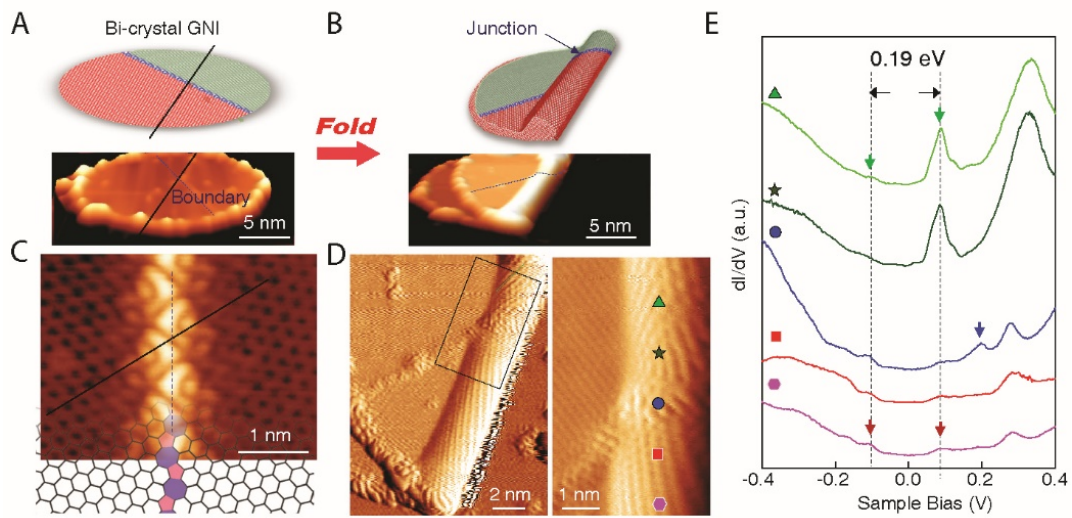 A
Bi-crystal GNI
Boundary
5 nm
Fold
B
Junction
5 nm
C
1 nm
D
2 nm
1 nm
E
0.19 eV
dI/dV (a.u.)
-0.4 -0.2 0.0 0.2 0.4
Sample Bias (V)